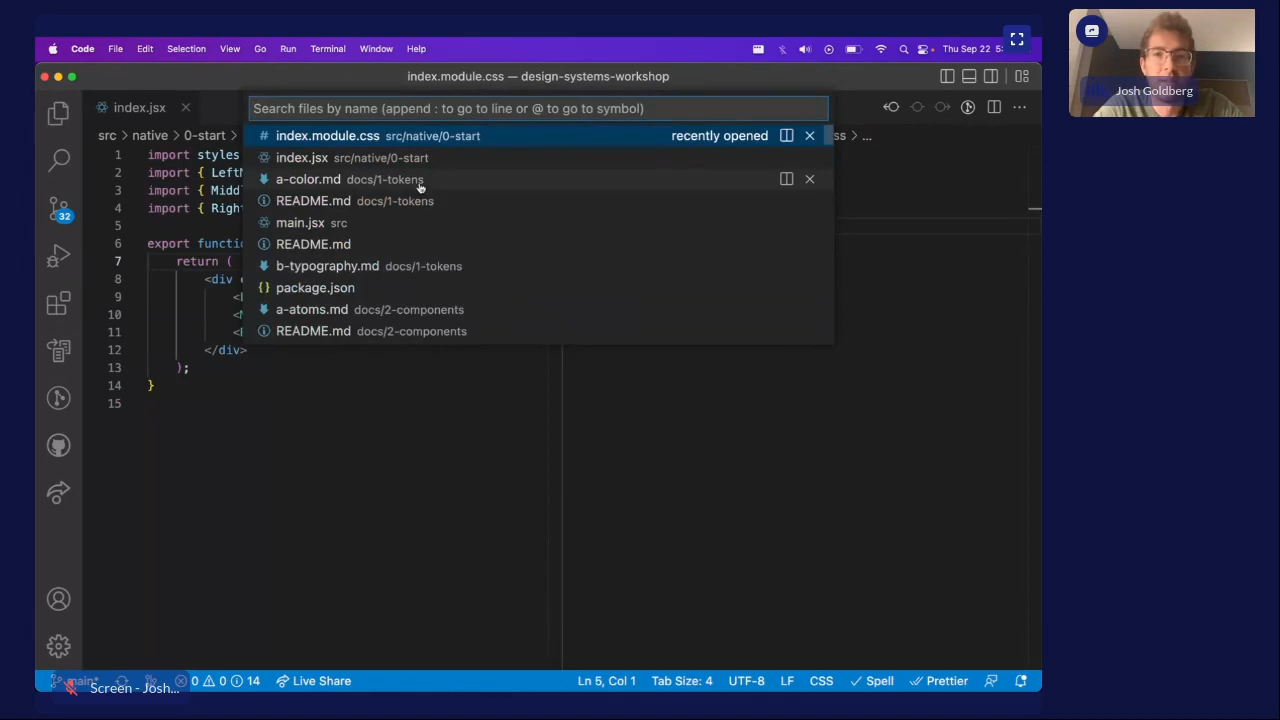 Code File Edit Selection View Go Run Terminal Window Help
Thu Sep 22
Josh Goldberg
index.module.css — design-systems-workshop
index.jsx
Search files by name (append : to go to line or @ to go to symbol)
src > native > 0-start >
ss > ...
index.module.css src/native/0-start recently opened
index.jsx src/native/0-start
a-color.md docs/1-tokens
README.md docs/1-tokens
main.jsx src
README.md
b-typography.md docs/1-tokens
package.json
a-atoms.md docs/2-components
README.md docs/2-components
1 import styles
2 import { Left
3 import { Midd
4 import { Righ
5
6 export functi
7 return (
8 <div
9 <
10 <
11 <
12 </div>
13 );
14 }
15
32
main*
0 0 14 Live Share
Ln 5, Col 1 Tab Size: 4 UTF-8 LF CSS Spell Prettier
Screen - Josh...